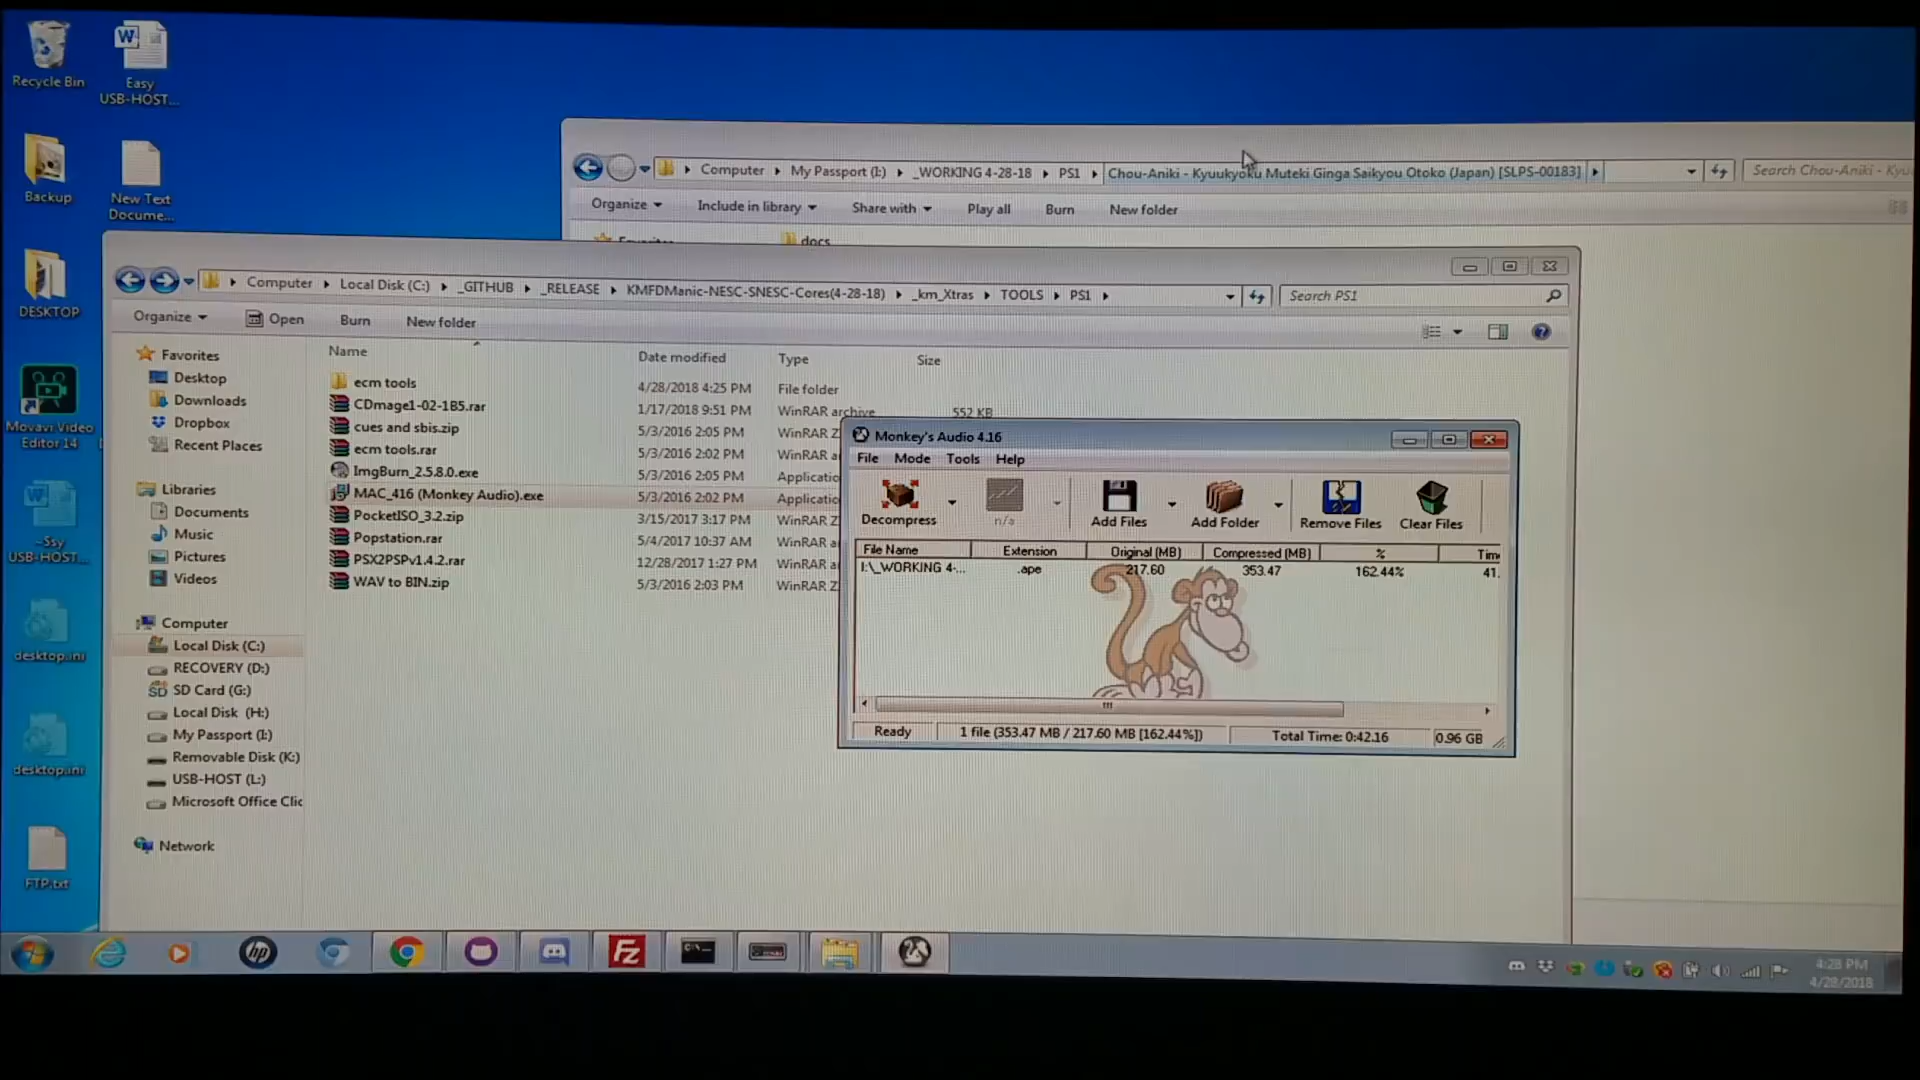 Recycle Bin
Easy
USB-HOST...
Backup
New Text
Docume...
DESKTOP
Movavi Video
Editor 14
~Ssy
USB-HOST...
desktop.ini
desktop.ini
FTP.txt
Computer My Passport (I:) _WORKING 4-28-18 PS1 Chou-Aniki - Kyuukyoku Muteki Ginga Saikyou Otoko (Japan) [SLPS-00183] Search Chou-Aniki - Kyu
Organize Include in library Share with Play all Burn New folder
Favorites docs
Computer Local Disk (C:) _GITHUB _RELEASE KMFDManic-NESC-SNESC-Cores(4-28-18) _km_Xtras TOOLS PS1 Search PS1
Organize Open Burn New folder
Favorites
Desktop
Downloads
Dropbox
Recent Places
Libraries
Documents
Music
Pictures
Videos
Computer
Local Disk (C:)
RECOVERY (D:)
SD Card (G:)
Local Disk (H:)
My Passport (I:)
Removable Disk (K:)
USB-HOST (L:)
Microsoft Office Clic
Network
Name Date modified Type Size
ecm tools 4/28/2018 4:25 PM File folder
CDmage1-02-1B5.rar 1/17/2018 9:51 PM WinRAR archive 552 KB
cues and sbis.zip 5/3/2016 2:05 PM WinRAR Z
ecm tools.rar 5/3/2016 2:02 PM WinRAR a
ImgBurn_2.5.8.0.exe 5/3/2016 2:05 PM Applicatio
MAC_416 (Monkey Audio).exe 5/3/2016 2:02 PM Applicatio
PocketISO_3.2.zip 3/15/2017 3:17 PM WinRAR Z
Popstation.rar 5/4/2017 10:37 AM WinRAR a
PSX2PSPv1.4.2.rar 12/28/2017 1:27 PM WinRAR a
WAV to BIN.zip 5/3/2016 2:03 PM WinRAR Z
Monkey's Audio 4.16
File Mode Tools Help
Decompress n/a Add Files Add Folder Remove Files Clear Files
File Name Extension Original (MB) Compressed (MB) % Tim
I:\_WORKING 4-... .ape 217.60 353.47 162.44% 41.
Ready 1 file (353.47 MB / 217.60 MB [162.44%]) Total Time: 0:42.16 0.96 GB
hp
Fz
C:\
4:28 PM
4/28/2018